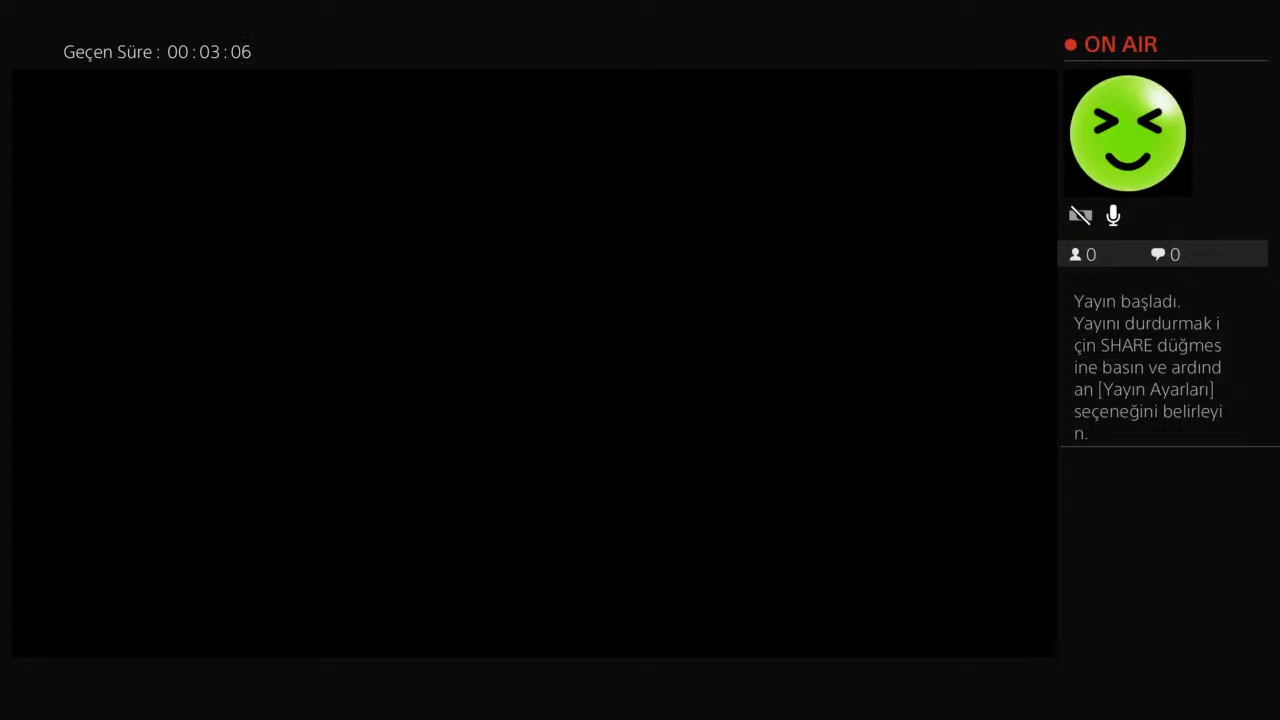 Geçen Süre : 00 : 03 : 06
ON AIR
0
0
Yayın başladı.
Yayını durdurmak i
çin SHARE düğmes
ine basın ve ardınd
an [Yayın Ayarları]
seçeneğini belirleyi
n.